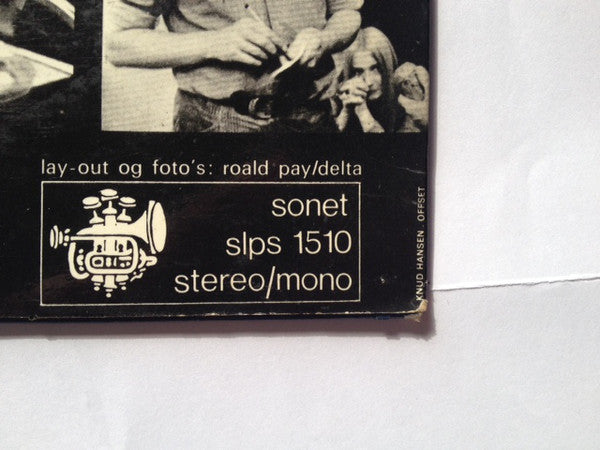 lay-out og foto's: roald pay/delta
sonet
slps 1510
stereo/mono
KNUD HANSEN OFFSET